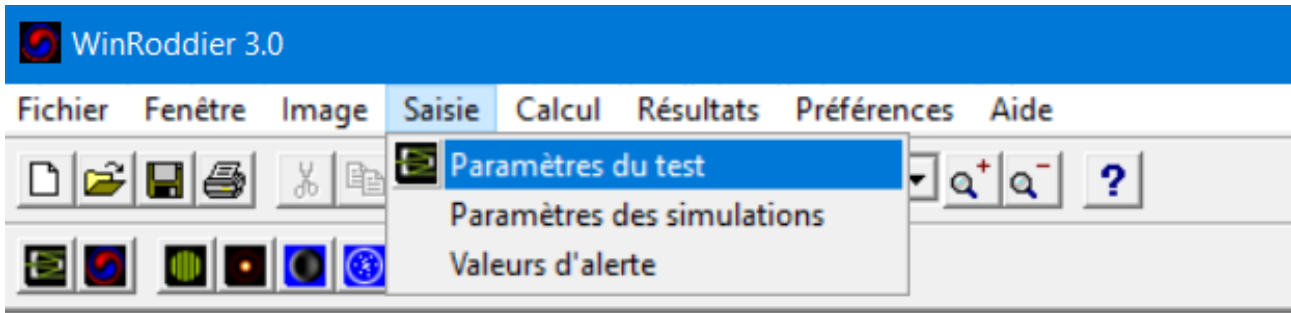 WinRoddier 3.0
Fichier Fenêtre Image Saisie Calcul Résultats Préférences Aide
Paramètres du test
?
Paramètres des simulations
Valeurs d'alerte